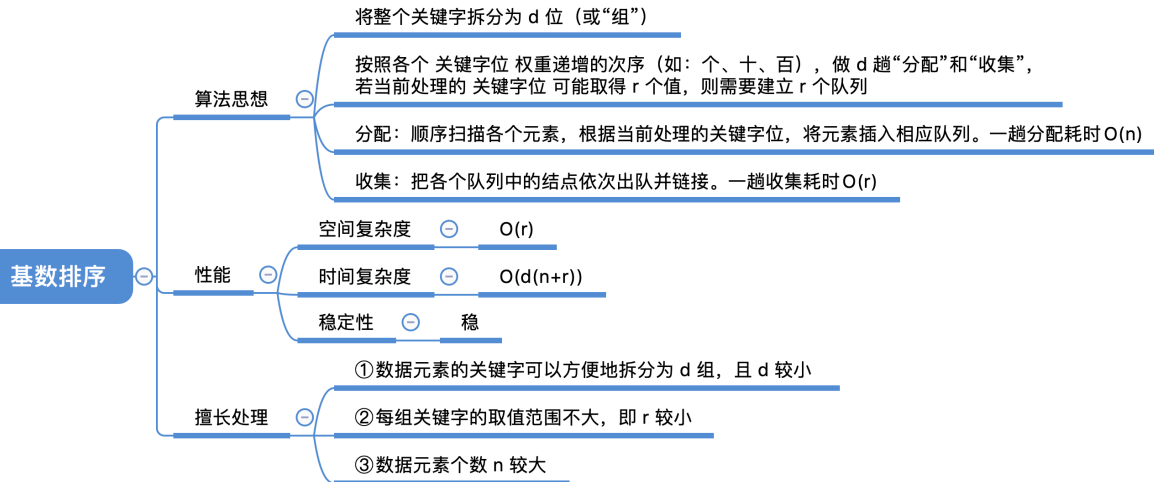 基数排序
算法思想
将整个关键字拆分为 d 位（或“组”）
按照各个 关键字位 权重递增的次序（如：个、十、百），做 d 趟“分配”和“收集”，
若当前处理的 关键字位 可能取得 r 个值，则需要建立 r 个队列
分配：顺序扫描各个元素，根据当前处理的关键字位，将元素插入相应队列。一趟分配耗时O(n)
收集：把各个队列中的结点依次出队并链接。一趟收集耗时O(r)
性能
空间复杂度
O(r)
时间复杂度
O(d(n+r))
稳定性
稳
擅长处理
①数据元素的关键字可以方便地拆分为 d 组，且 d 较小
②每组关键字的取值范围不大，即 r 较小
③数据元素个数 n 较大